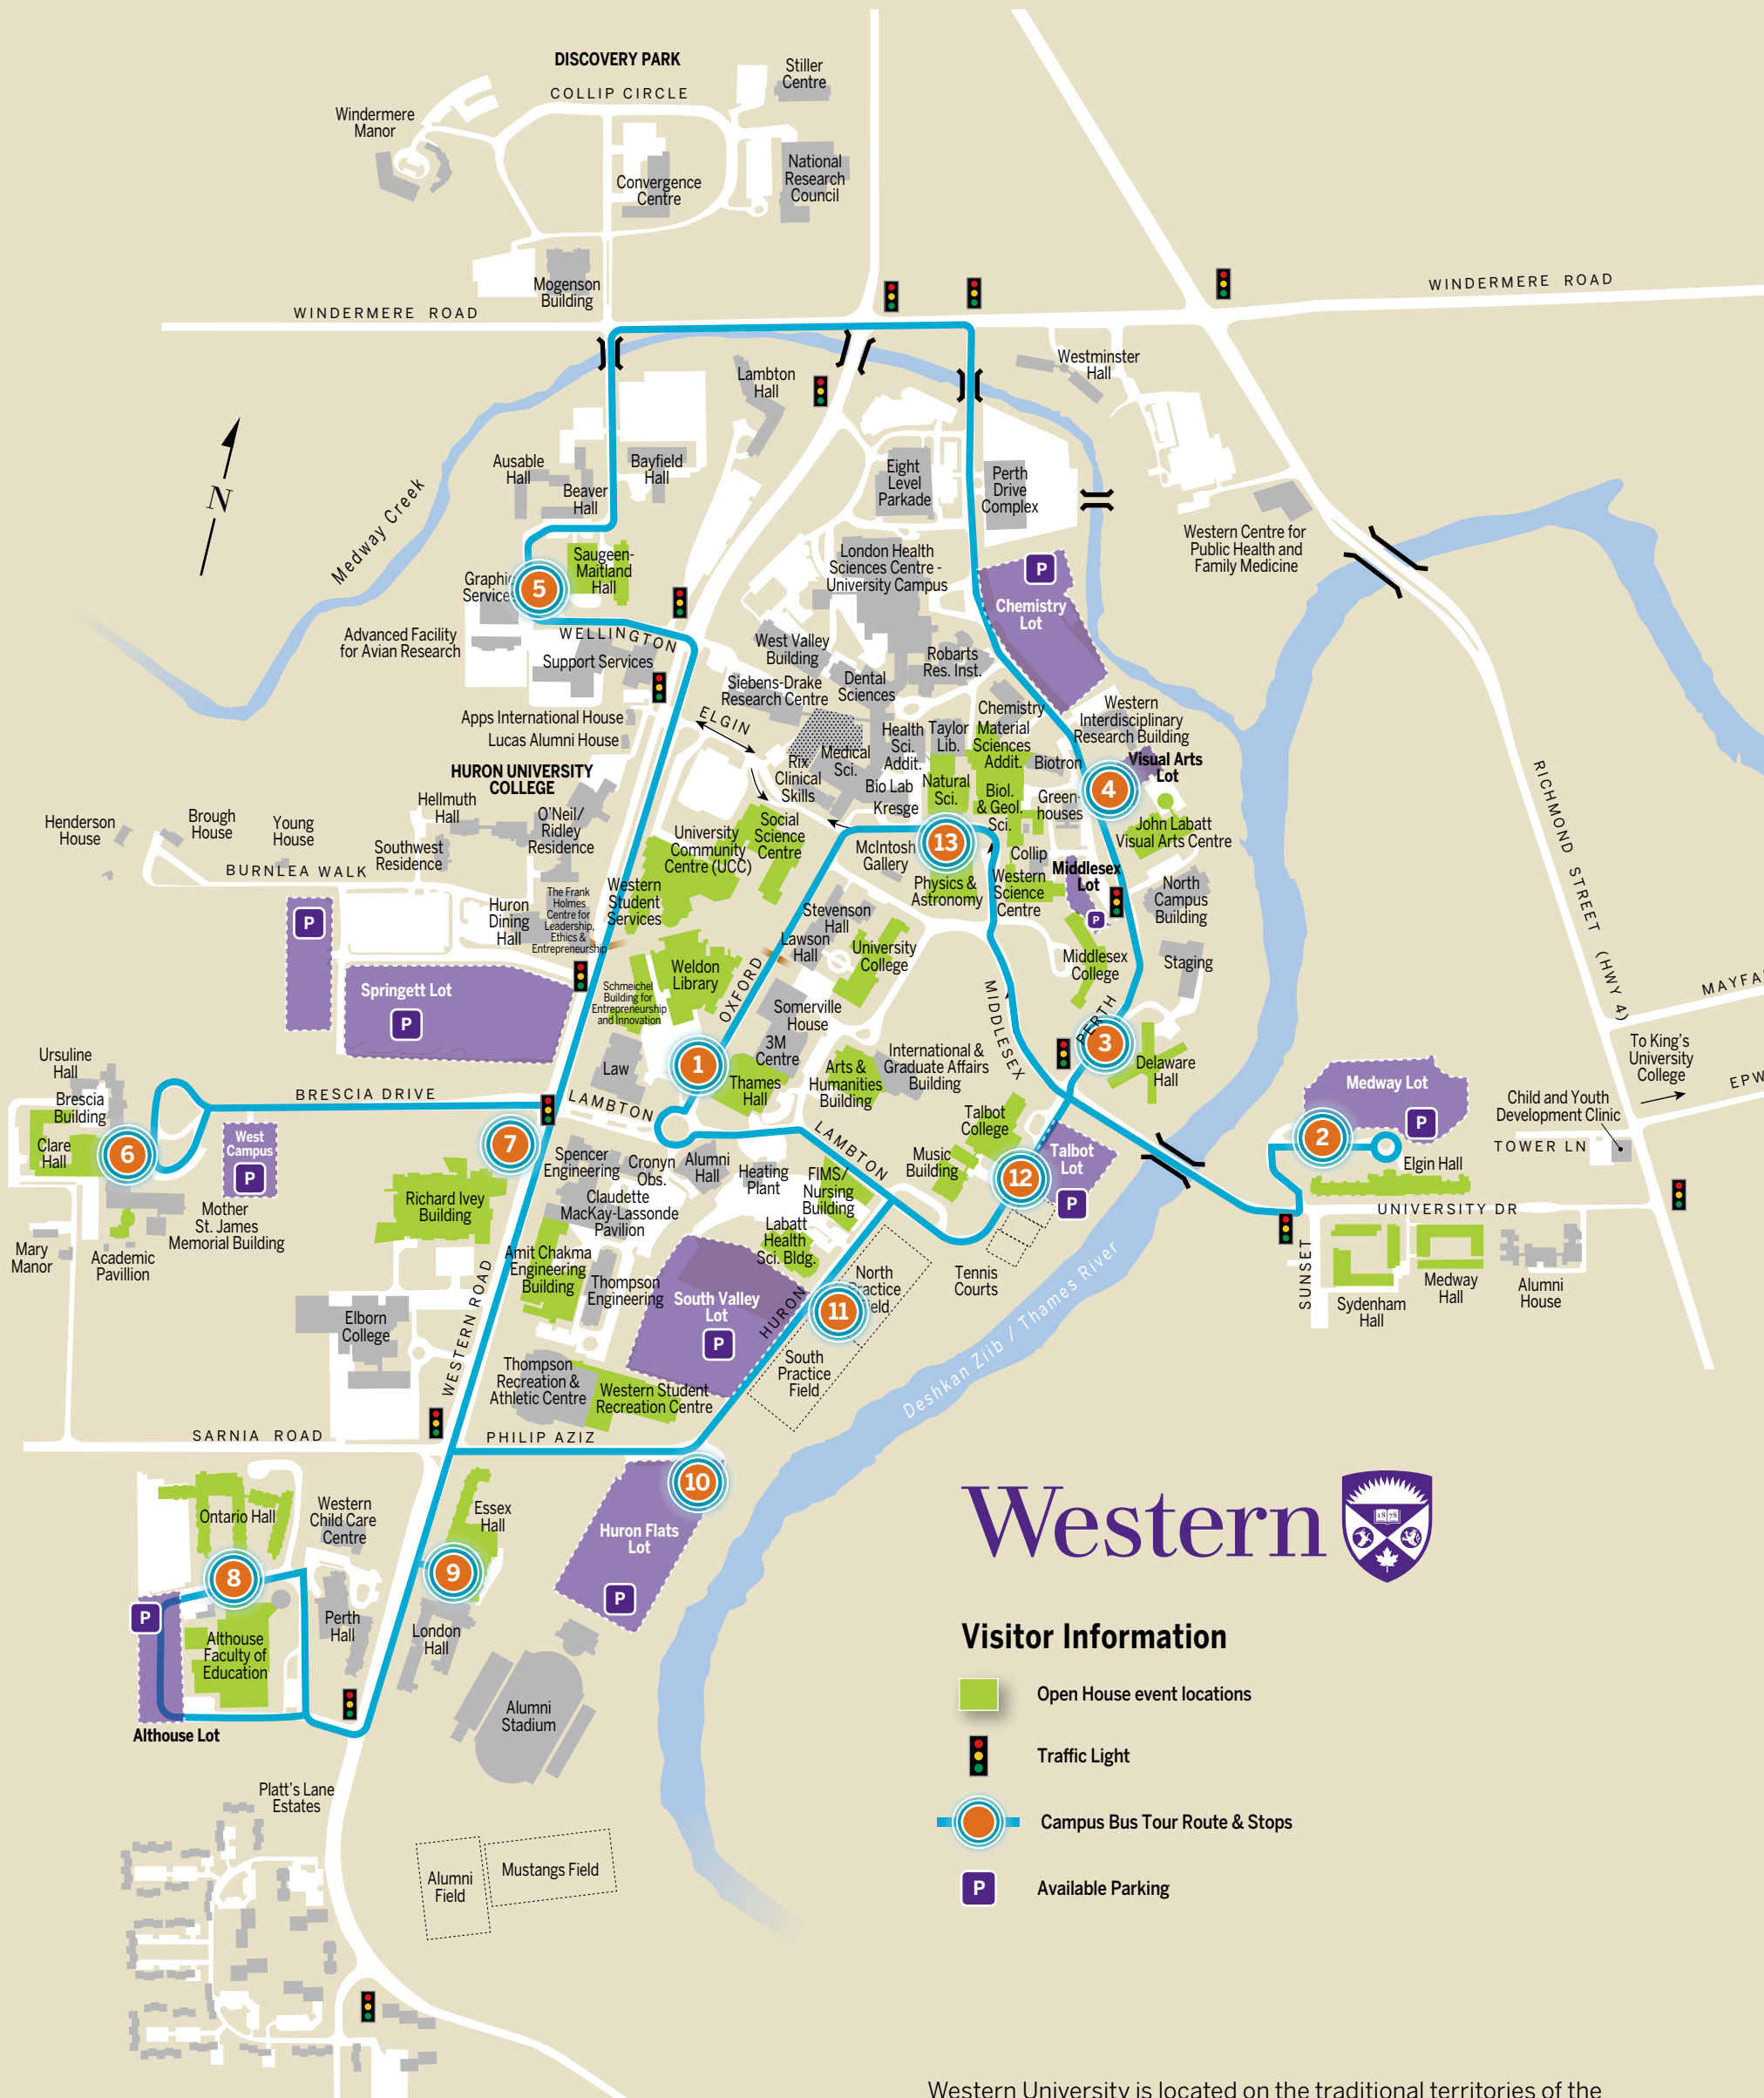 DISCOVERY PARK
COLLIP CIRCLE
Stiller
Centre
Windermere
Manor
Convergence
Centre
National
Research
Council
Mogenson
Building
WINDERMERE ROAD
WINDERMERE ROAD
Lambton
Hall
Westminster
Hall
N
Medway Creek
Ausable
Hall
Beaver
Hall
Bayfield
Hall
Eight
Level
Parkade
Perth
Drive
Complex
Western Centre for
Public Health and
Family Medicine
Saugeen-
Maitland
Hall
5
London Health
Sciences Centre -
University Campus
P
Chemistry
Lot
Advanced Facility
for Avian Research
WELLINGTON
Support Services
West Valley
Building
Robarts
Res. Inst.
Siebens-Drake
Research Centre
Dental
Sciences
Apps International House
Lucas Alumni House
ELGIN
Chemistry
Western
Interdisciplinary
Research Building
Health
Sci.
Addit.
Taylor
Lib.
Material
Sciences
Addit.
Medical
Sci.
Rix
Clinical
Skills
Biotron
Visual Arts
Lot
4
HURON UNIVERSITY
COLLEGE
Bio Lab
Kresge
Natural
Sci.
Biol.
& Geol.
Sci.
Green-
houses
John Labatt
Visual Arts Centre
Henderson
House
Brough
House
Young
House
Hellmuth
Hall
O'Neil/
Ridley
Residence
Southwest
Residence
BURNLEA WALK
University
Community
Centre (UCC)
Social
Science
Centre
McIntosh
Gallery
13
Collip
Physics &
Astronomy
Western
Science
Centre
Middlesex
Lot
P
North
Campus
Building
RICHMOND STREET (HWY 4)
P
Huron
Dining
Hall
The Frank
Holmes
Centre for
Leadership,
Ethics &
Entrepreneurship
Western
Student
Services
Stevenson
Hall
Lawson
Hall
University
College
Middlesex
College
Staging
Springett Lot
P
Schmeichel
Building for
Entrepreneurship
and Innovation
Weldon
Library
OXFORD
Somerville
House
MIDDLESEX
PERTH
3
MAYFA
Ursuline
Hall
Brescia
Building
Clare
Hall
6
BRESCIA DRIVE
West
Campus
P
7
Law
LAMBTON
1
Thames
Hall
3M
Centre
Arts &
Humanities
Building
International &
Graduate Affairs
Building
Delaware
Hall
Medway Lot
P
2
Elgin Hall
To King's
University
College
EPW
Child and Youth
Development Clinic
TOWER LN
Talbot
College
Music
Building
Talbot
Lot
P
12
LAMBTON
Spencer
Engineering
Cronyn
Obs.
Alumni
Hall
Heating
Plant
FIMS/
Nursing
Building
Claudette
MacKay-Lassonde
Pavilion
Mary
Manor
Academic
Pavilion
Mother
St. James
Memorial Building
Richard Ivey
Building
Labatt
Health
Sci. Bldg.
UNIVERSITY DR
SUNSET
Sydenham
Hall
Medway
Hall
Alumni
House
Amit Chakma
Engineering
Building
Thompson
Engineering
South Valley
Lot
P
HURON
11
North
South
Practice
Field
Tennis
Courts
Deshkan Ziib / Thames River
Elborn
College
WESTERN ROAD
Thompson
Recreation &
Athletic Centre
Western Student
Recreation Centre
SARNIA ROAD
PHILIP AZIZ
10
Ontario Hall
Western
Child Care
Centre
Essex
Hall
Huron Flats
Lot
P
8
9
P
Althouse
Faculty of
Education
Perth
Hall
London
Hall
Althouse Lot
Alumni
Stadium
Platt's Lane
Estates
Alumni
Field
Mustangs Field
Western
1878
Visitor Information
Open House event locations
Traffic Light
Campus Bus Tour Route & Stops
P Available Parking
Western University is located on the traditional territories of the